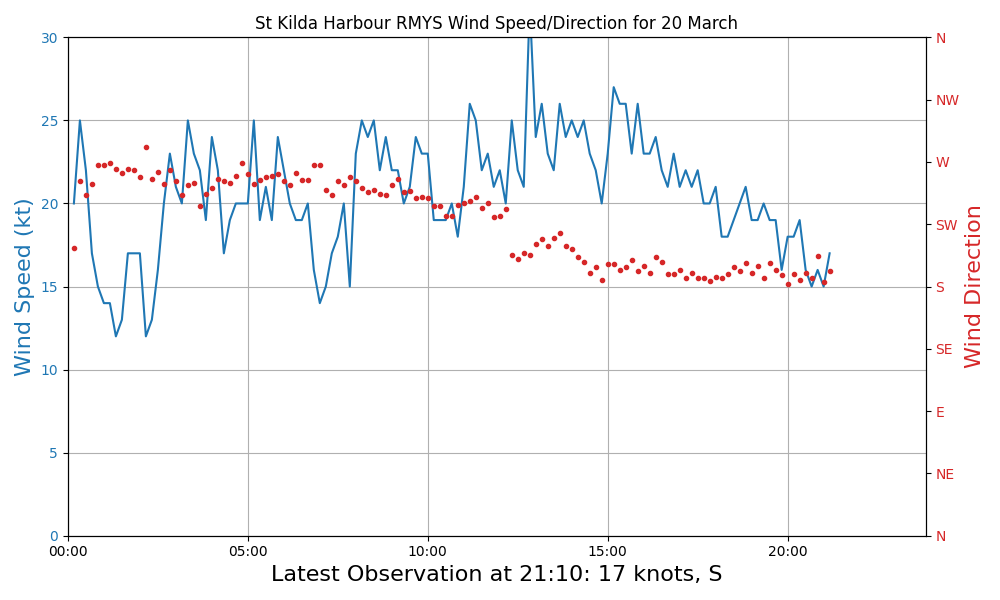 St Kilda Harbour RMYS Wind Speed/Direction for 20 March
30
25
20
15
10
5
0
Wind Speed (kt)
N
NW
W
SW
S
SE
E
NE
N
Wind Direction
00:00
05:00
10:00
15:00
20:00
Latest Observation at 21:10: 17 knots, S